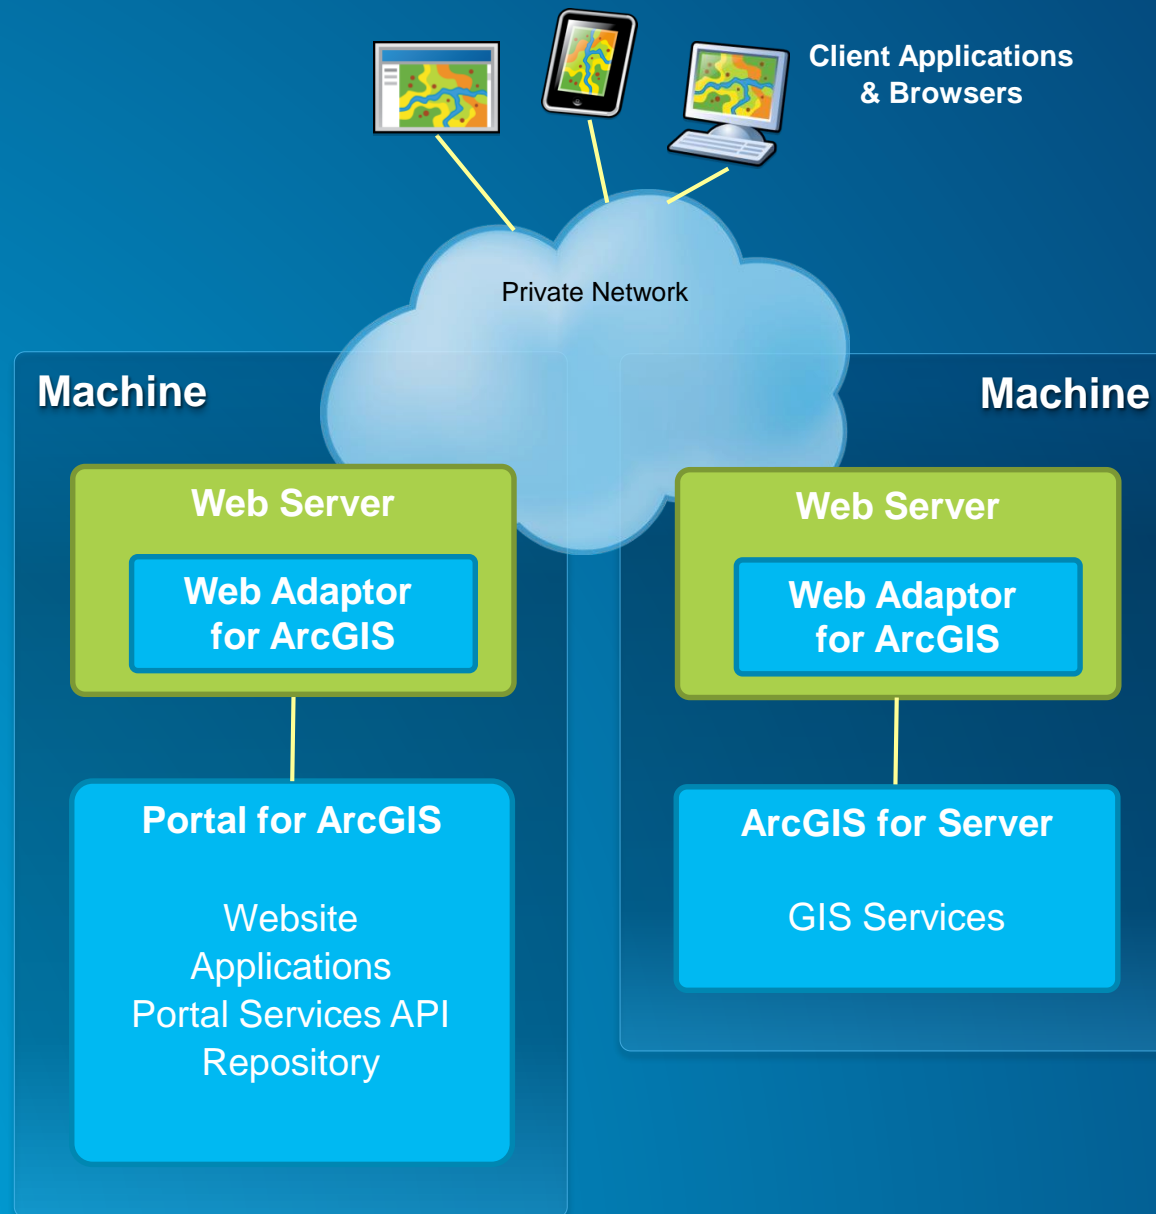 Client Applications
& Browsers
Private Network
Machine
Machine
Web Server
Web Adaptor
for ArcGIS
Web Server
Web Adaptor
for ArcGIS
Portal for ArcGIS
Website
Applications
Portal Services API
Repository
ArcGIS for Server
GIS Services